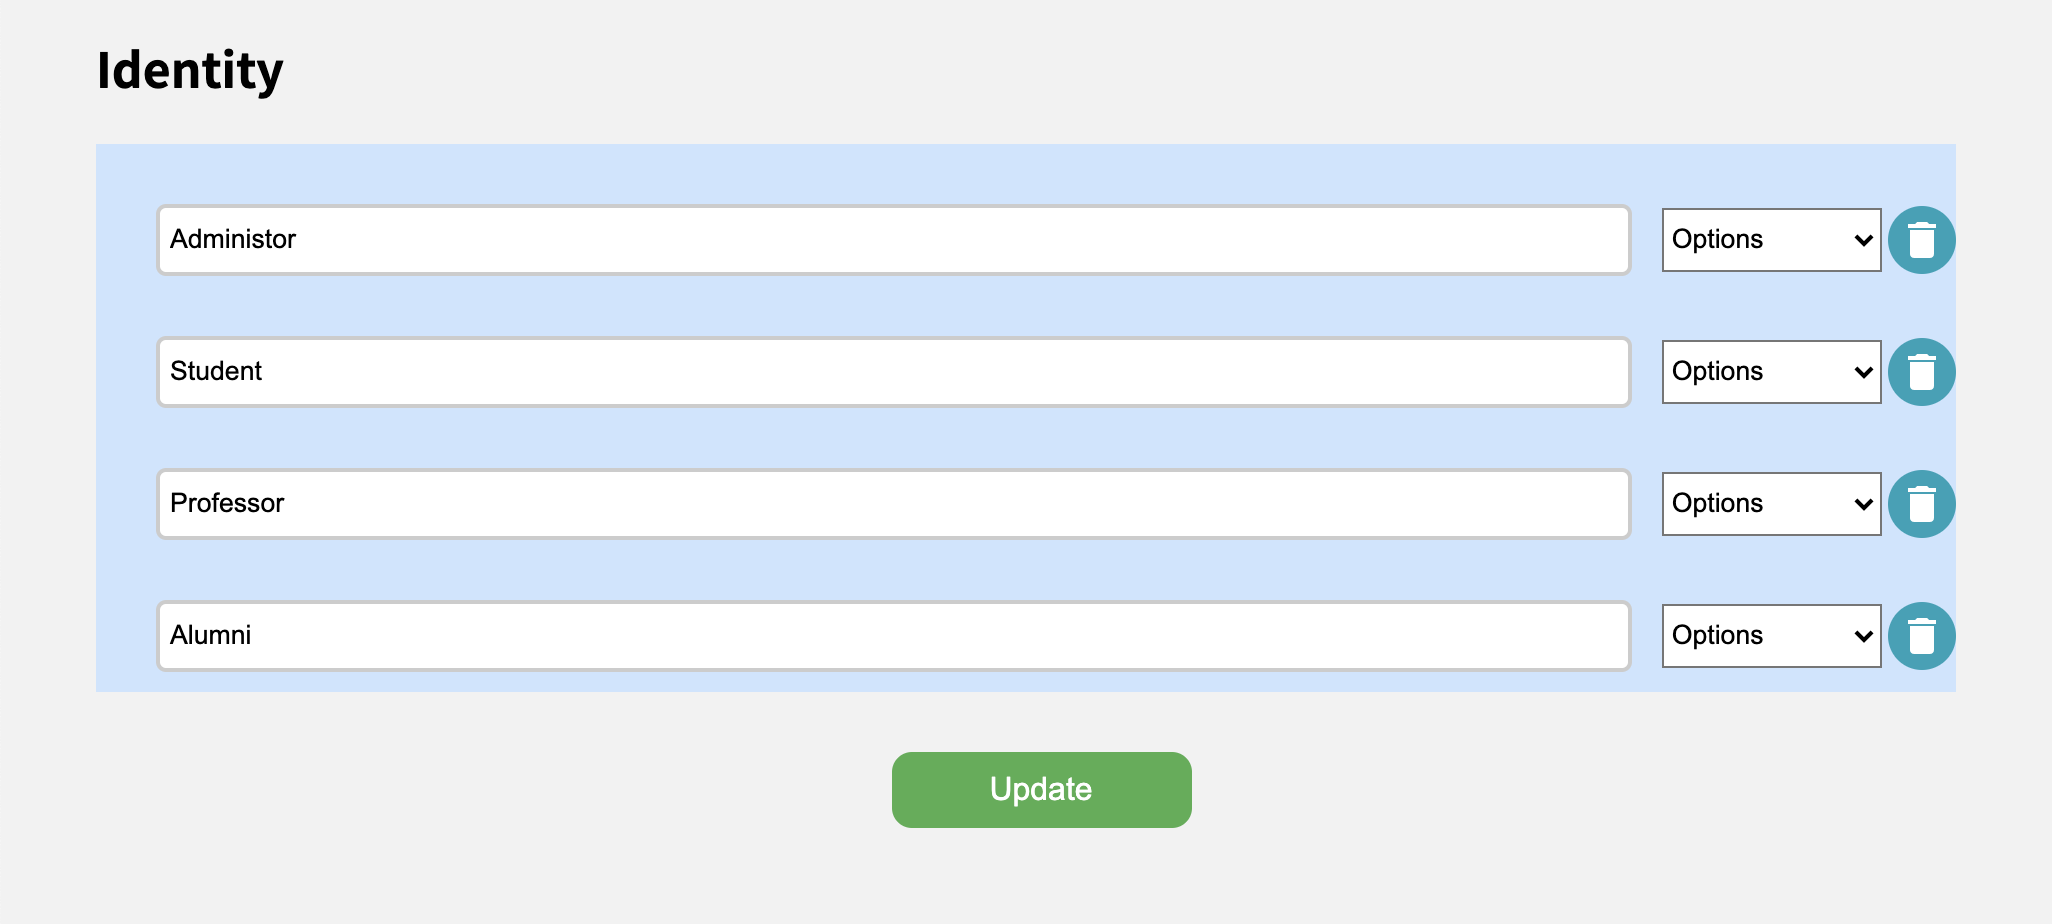 Identity
Administor Options
Student Options
Professor Options
Alumni Options
Update